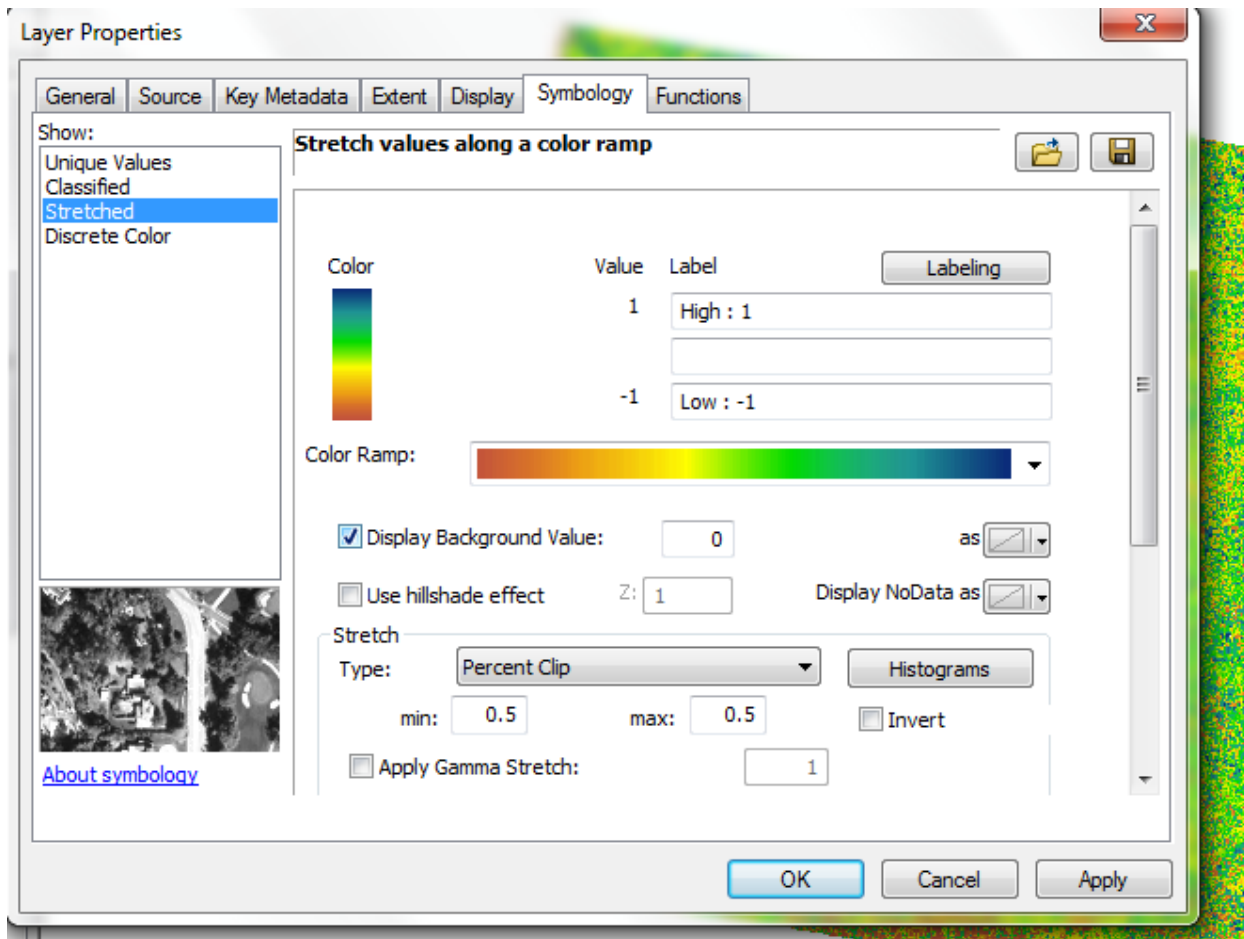 Layer Properties
General Source Key Metadata Extent Display Symbology Functions
Show:
Unique Values
Classified
Stretched
Discrete Color
About symbology
Stretch values along a color ramp
Color Value Label Labeling
1 High : 1
-1 Low : -1
Color Ramp:
Display Background Value: 0 as
Use hillshade effect Z: 1 Display NoData as
Stretch
Type: Percent Clip Histograms
min: 0.5 max: 0.5 Invert
Apply Gamma Stretch: 1
OK Cancel Apply